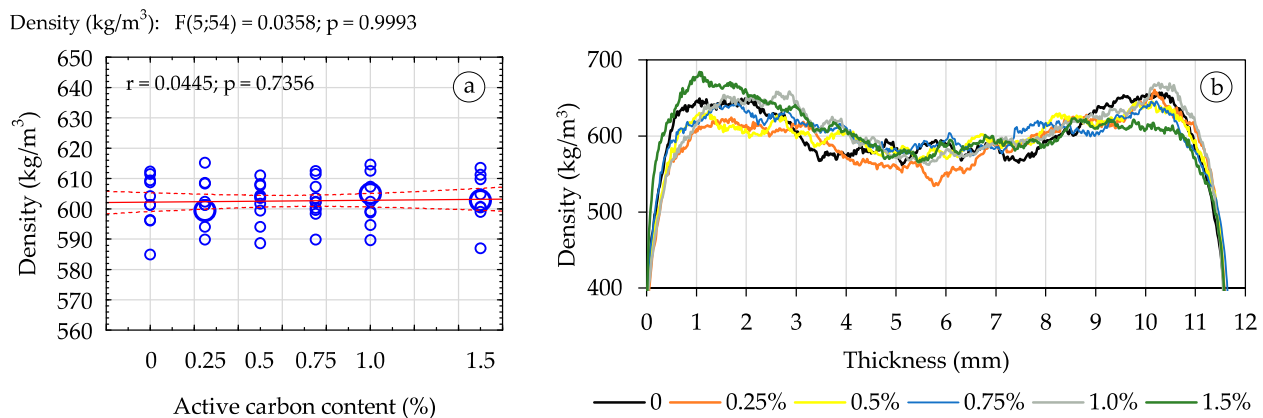 Density (kg/m³): F(5;54) = 0.0358; p = 0.9993
r = 0.0445; p = 0.7356
a
Density (kg/m³)
650
640
630
620
610
600
590
580
570
560
0 0.25 0.5 0.75 1.0 1.5
Active carbon content (%)
b
Density (kg/m³)
700
600
500
400
0 1 2 3 4 5 6 7 8 9 10 11 12
Thickness (mm)
0 0.25% 0.5% 0.75% 1.0% 1.5%